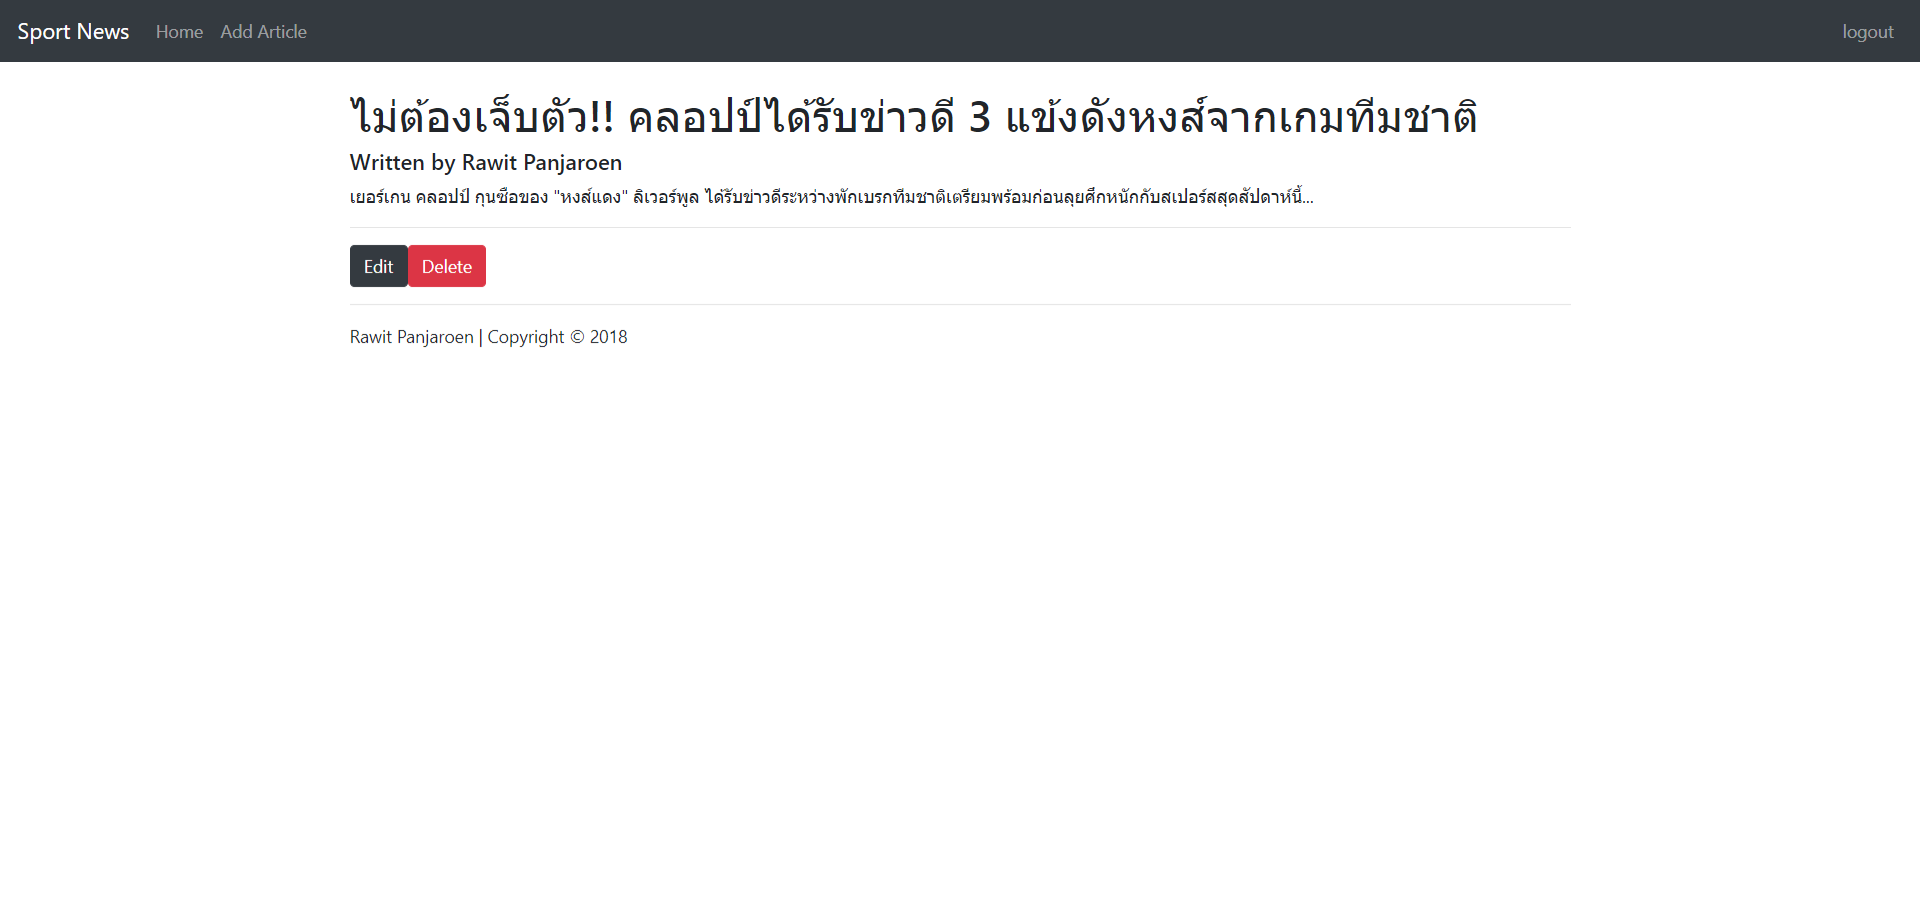 Sport News Home Add Article logout
ไม่ต้องเจ็บตัว!! คลอปป์ได้รับข่าวดี 3 แข้งดังหงส์จากเกมทีมชาติ
Written by Rawit Panjaroen
เยอร์เกน คลอปป์ กุนซือของ "หงส์แดง" ลิเวอร์พูล ได้รับข่าวดีระหว่างพักเบรกทีมชาติเตรียมพร้อมก่อนลุยศึกหนักกับสเปอร์สสุดสัปดาห์นี้...
Edit Delete
Rawit Panjaroen | Copyright © 2018